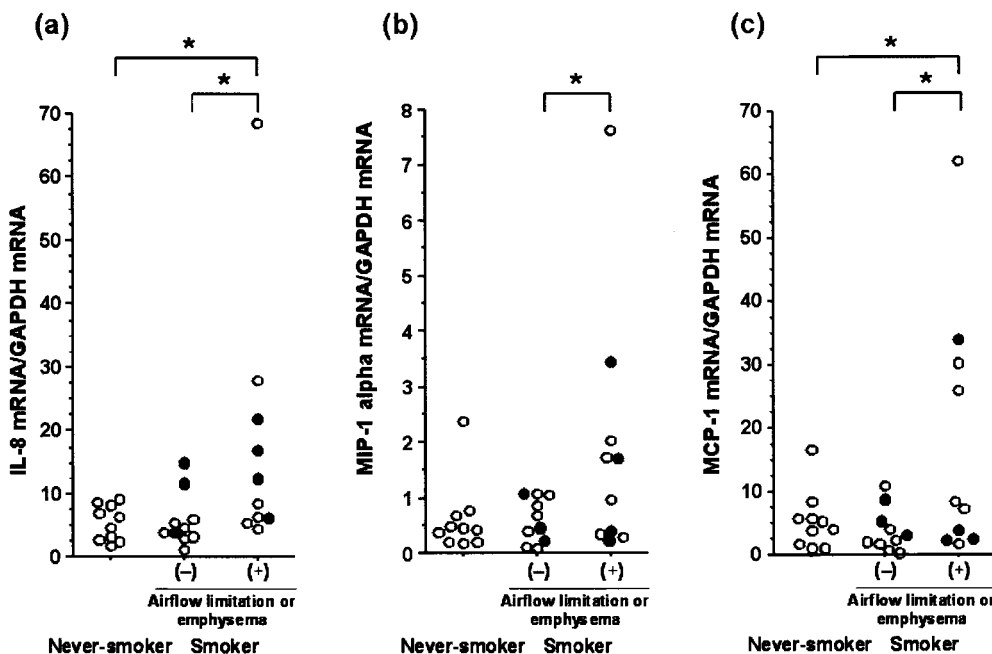 (a)
*
*
IL-8 mRNA/GAPDH mRNA
70
60
50
40
30
20
10
0
(–)
(+)
Airflow limitation or
emphysema
Never-smoker Smoker
(b)
*
MIP-1 alpha mRNA/GAPDH mRNA
8
7
6
5
4
3
2
1
0
(–)
(+)
Airflow limitation or
emphysema
Never-smoker Smoker
(c)
*
*
MCP-1 mRNA/GAPDH mRNA
70
60
50
40
30
20
10
0
(–)
(+)
Airflow limitation or
emphysema
Never-smoker Smoker